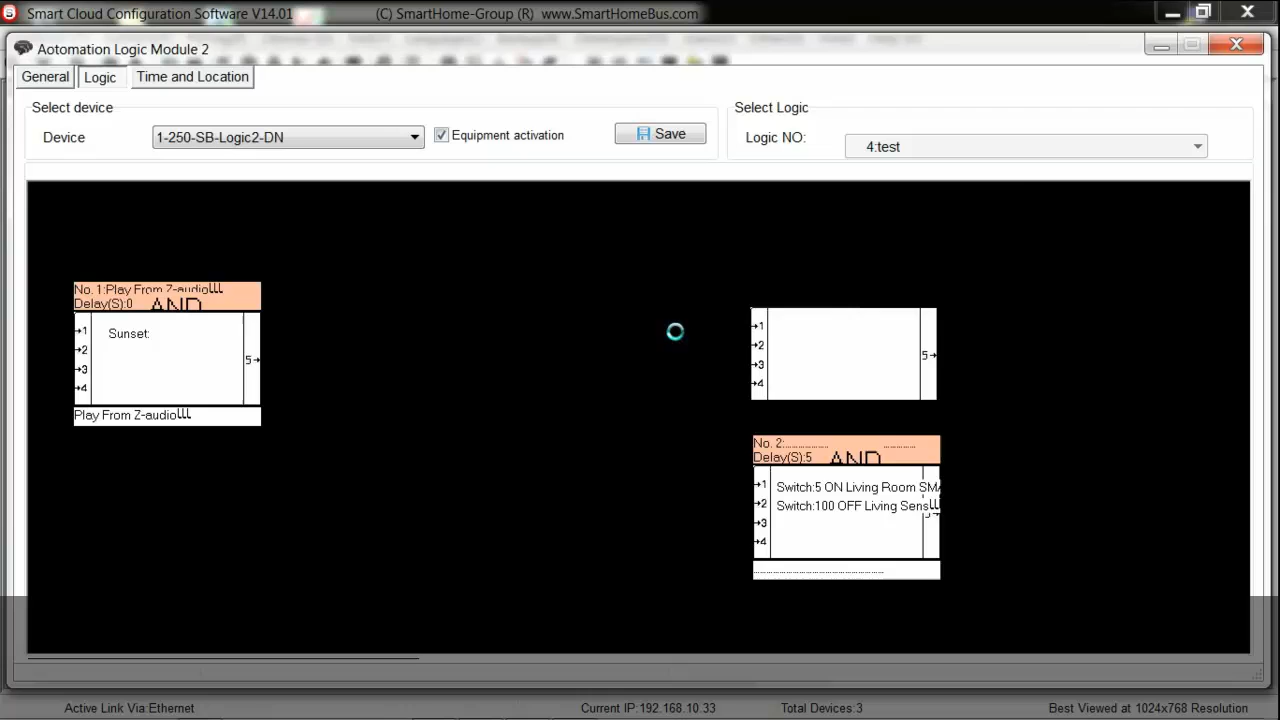 Smart Cloud Configuration Software V14.01 (C) SmartHome-Group (R) www.SmartHomeBus.com
Aotomation Logic Module 2
General Logic Time and Location
Select device
Select Logic
Device 1-250-SB-Logic2-DN Equipment activation Save
Logic NO: 4:test
No. 1:Play From Z-audio
Delay(S):0 AND
→1 Sunset:
→2
→3
→4
5→
Play From Z-audio
→1
→2
→3
→4
5→
No. 2:
Delay(S):5 AND
→1 Switch:5 ON Living Room SM
→2 Switch:100 OFF Living Sens
→3
→4
Active Link Via Ethernet Current IP:192.168.10.33 Total Devices:3 Best Viewed at 1024x768 Resolution